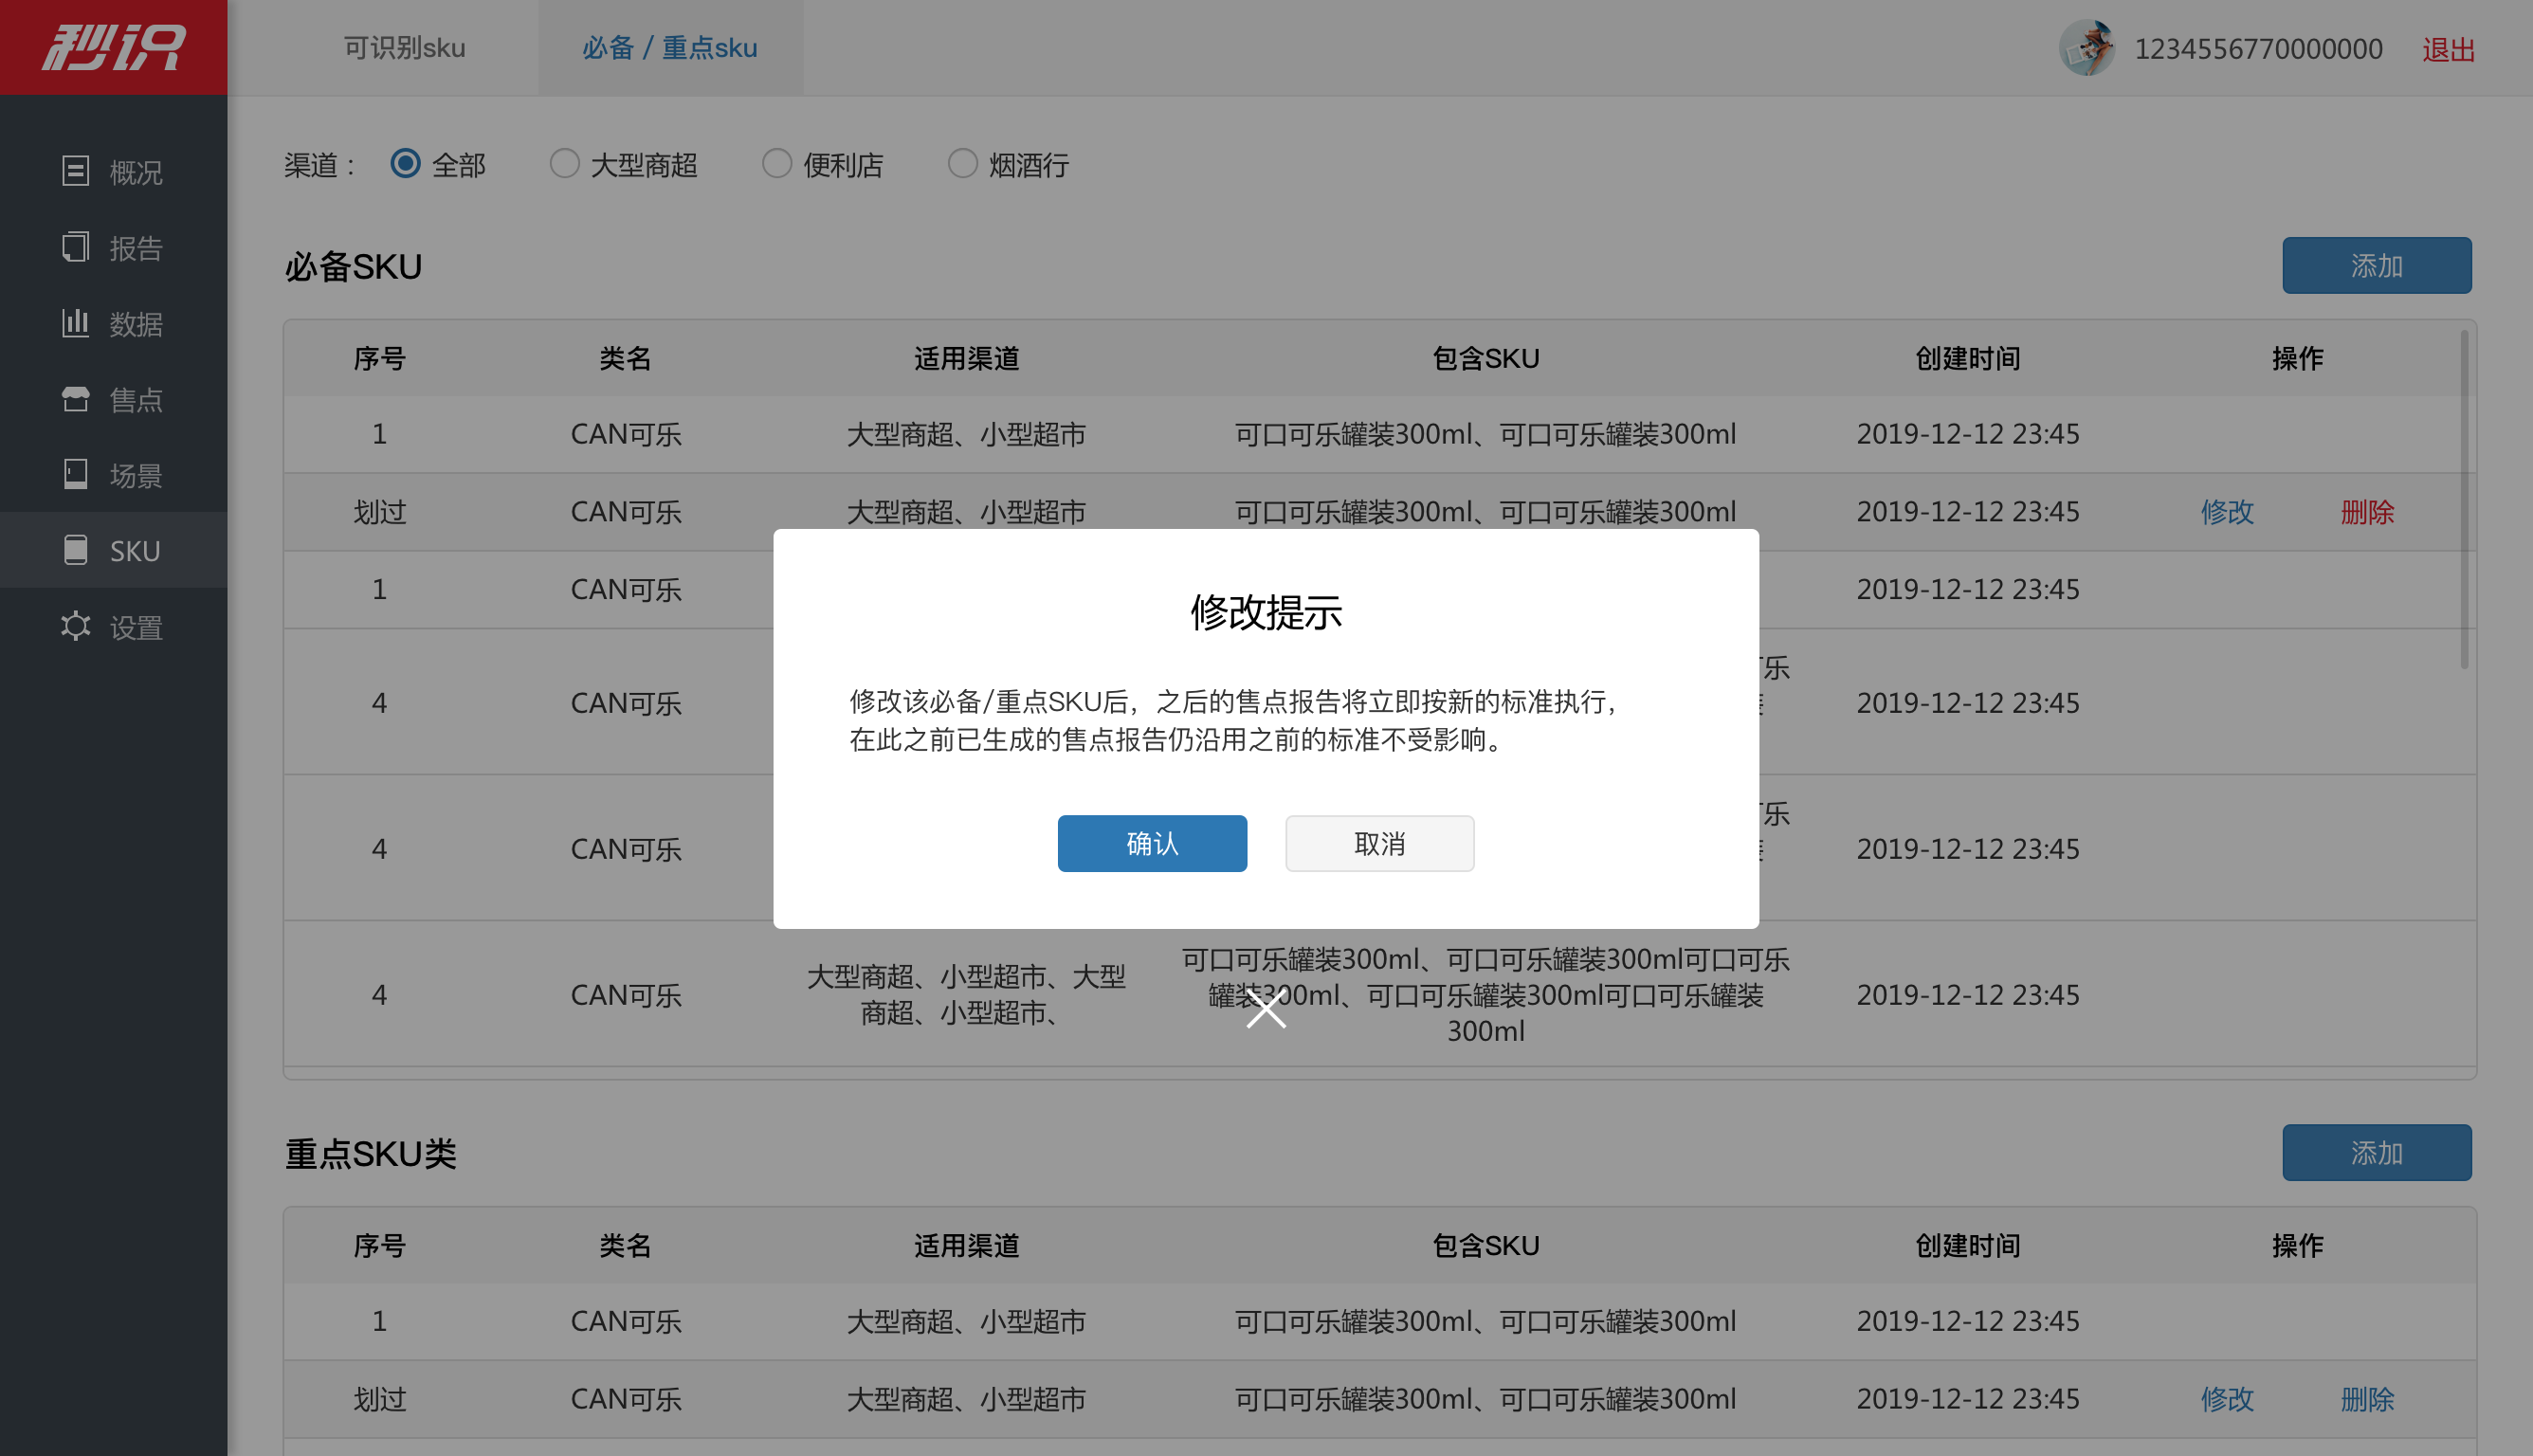 秒识
可识别sku
必备 / 重点sku
1234556770000000
退出
概况
报告
数据
售点
场景
SKU
设置
渠道：
全部
大型商超
便利店
烟酒行
必备SKU
添加
序号 类名 适用渠道 包含SKU 创建时间 操作
1 CAN可乐 大型商超、小型超市 可口可乐罐装300ml、可口可乐罐装300ml 2019-12-12 23:45
划过 CAN可乐 大型商超、小型超市 可口可乐罐装300ml、可口可乐罐装300ml 2019-12-12 23:45 修改 删除
1 CAN可乐 2019-12-12 23:45
可乐
4 CAN可乐 2019-12-12 23:45
可乐
4 CAN可乐 2019-12-12 23:45
修改提示
修改该必备/重点SKU后，之后的售点报告将立即按新的标准执行，
在此之前已生成的售点报告仍沿用之前的标准不受影响。
确认
取消
4 CAN可乐
大型商超、小型超市、大型
商超、小型超市、
可口可乐罐装300ml、可口可乐罐装300ml可口可乐
罐装300ml、可口可乐罐装300ml可口可乐罐装
300ml
2019-12-12 23:45
重点SKU类
添加
序号 类名 适用渠道 包含SKU 创建时间 操作
1 CAN可乐 大型商超、小型超市 可口可乐罐装300ml、可口可乐罐装300ml 2019-12-12 23:45
划过 CAN可乐 大型商超、小型超市 可口可乐罐装300ml、可口可乐罐装300ml 2019-12-12 23:45 修改 删除